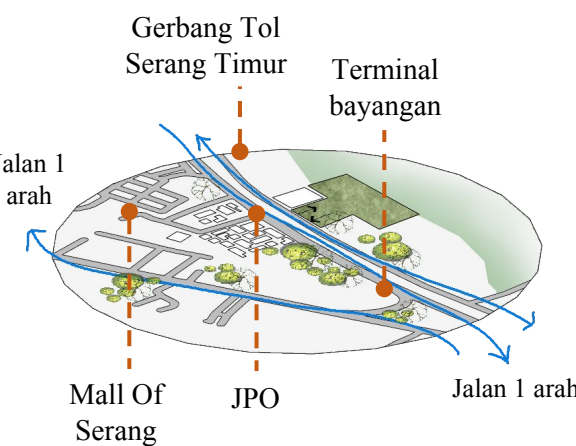 Gerbang Tol
Serang Timur
Terminal
bayangan
Jalan 1
arah
Mall Of
Serang
JPO
Jalan 1 arah